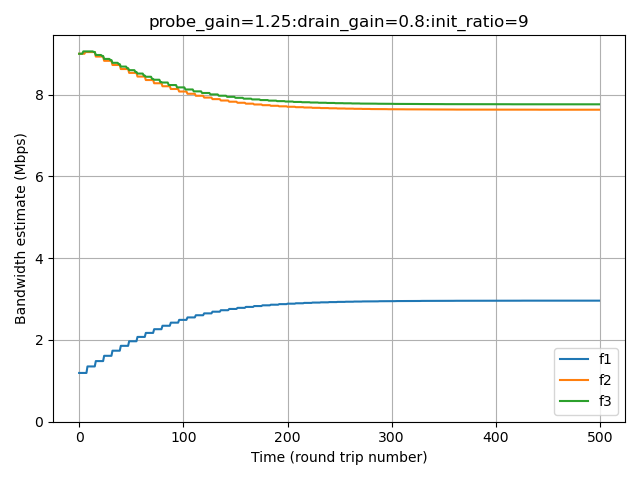 probe_gain=1.25:drain_gain=0.8:init_ratio=9
Bandwidth estimate (Mbps)
8
6
4
2
0
0 100 200 300 400 500
Time (round trip number)
f1
f2
f3